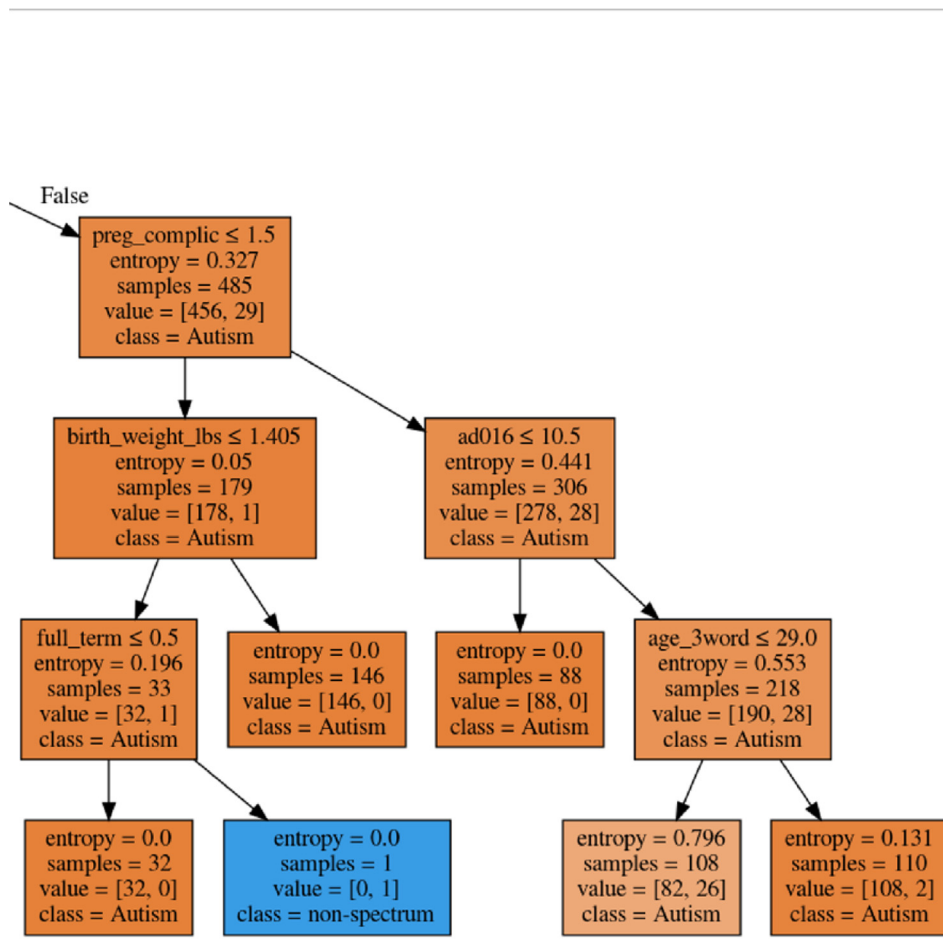 False
preg_complic ≤ 1.5
entropy = 0.327
samples = 485
value = [456, 29]
class = Autism
birth_weight_lbs ≤ 1.405
entropy = 0.05
samples = 179
value = [178, 1]
class = Autism
ad016 ≤ 10.5
entropy = 0.441
samples = 306
value = [278, 28]
class = Autism
full_term ≤ 0.5
entropy = 0.196
samples = 33
value = [32, 1]
class = Autism
entropy = 0.0
samples = 146
value = [146, 0]
class = Autism
entropy = 0.0
samples = 88
value = [88, 0]
class = Autism
age_3word ≤ 29.0
entropy = 0.553
samples = 218
value = [190, 28]
class = Autism
entropy = 0.0
samples = 32
value = [32, 0]
class = Autism
entropy = 0.0
samples = 1
value = [0, 1]
class = non-spectrum
entropy = 0.796
samples = 108
value = [82, 26]
class = Autism
entropy = 0.131
samples = 110
value = [108, 2]
class = Autism